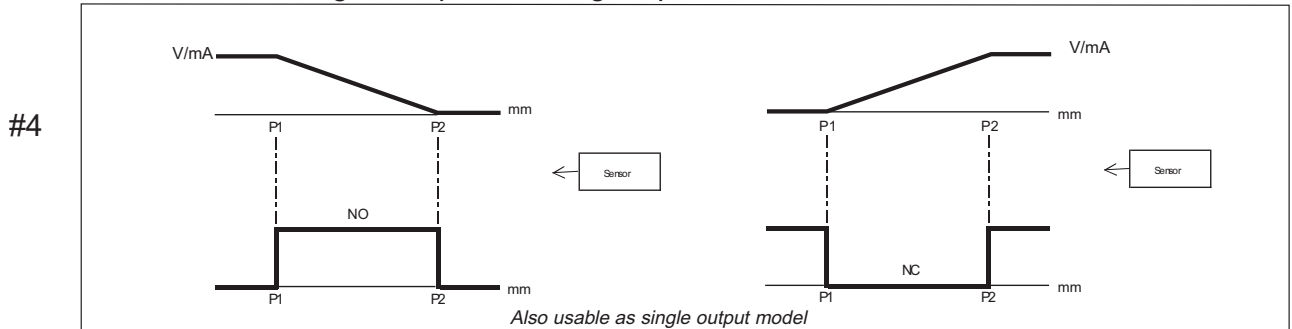 #4
V/mA
mm
P1 P2
Sensor
NO
mm
P1 P2
V/mA
mm
P1 P2
Sensor
NC
mm
P1 P2
Also usable as single output model